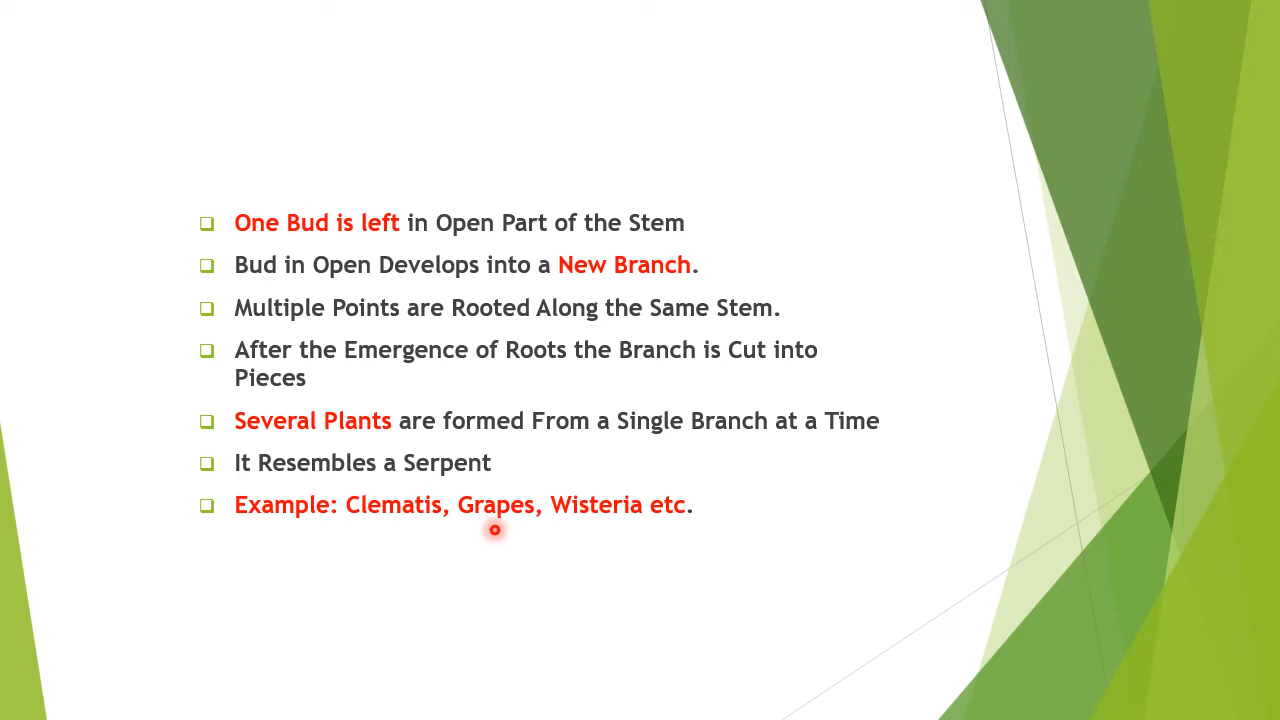 One Bud is left in Open Part of the Stem
Bud in Open Develops into a New Branch.
Multiple Points are Rooted Along the Same Stem.
After the Emergence of Roots the Branch is Cut into
Pieces
Several Plants are formed From a Single Branch at a Time
It Resembles a Serpent
Example: Clematis, Grapes, Wisteria etc.